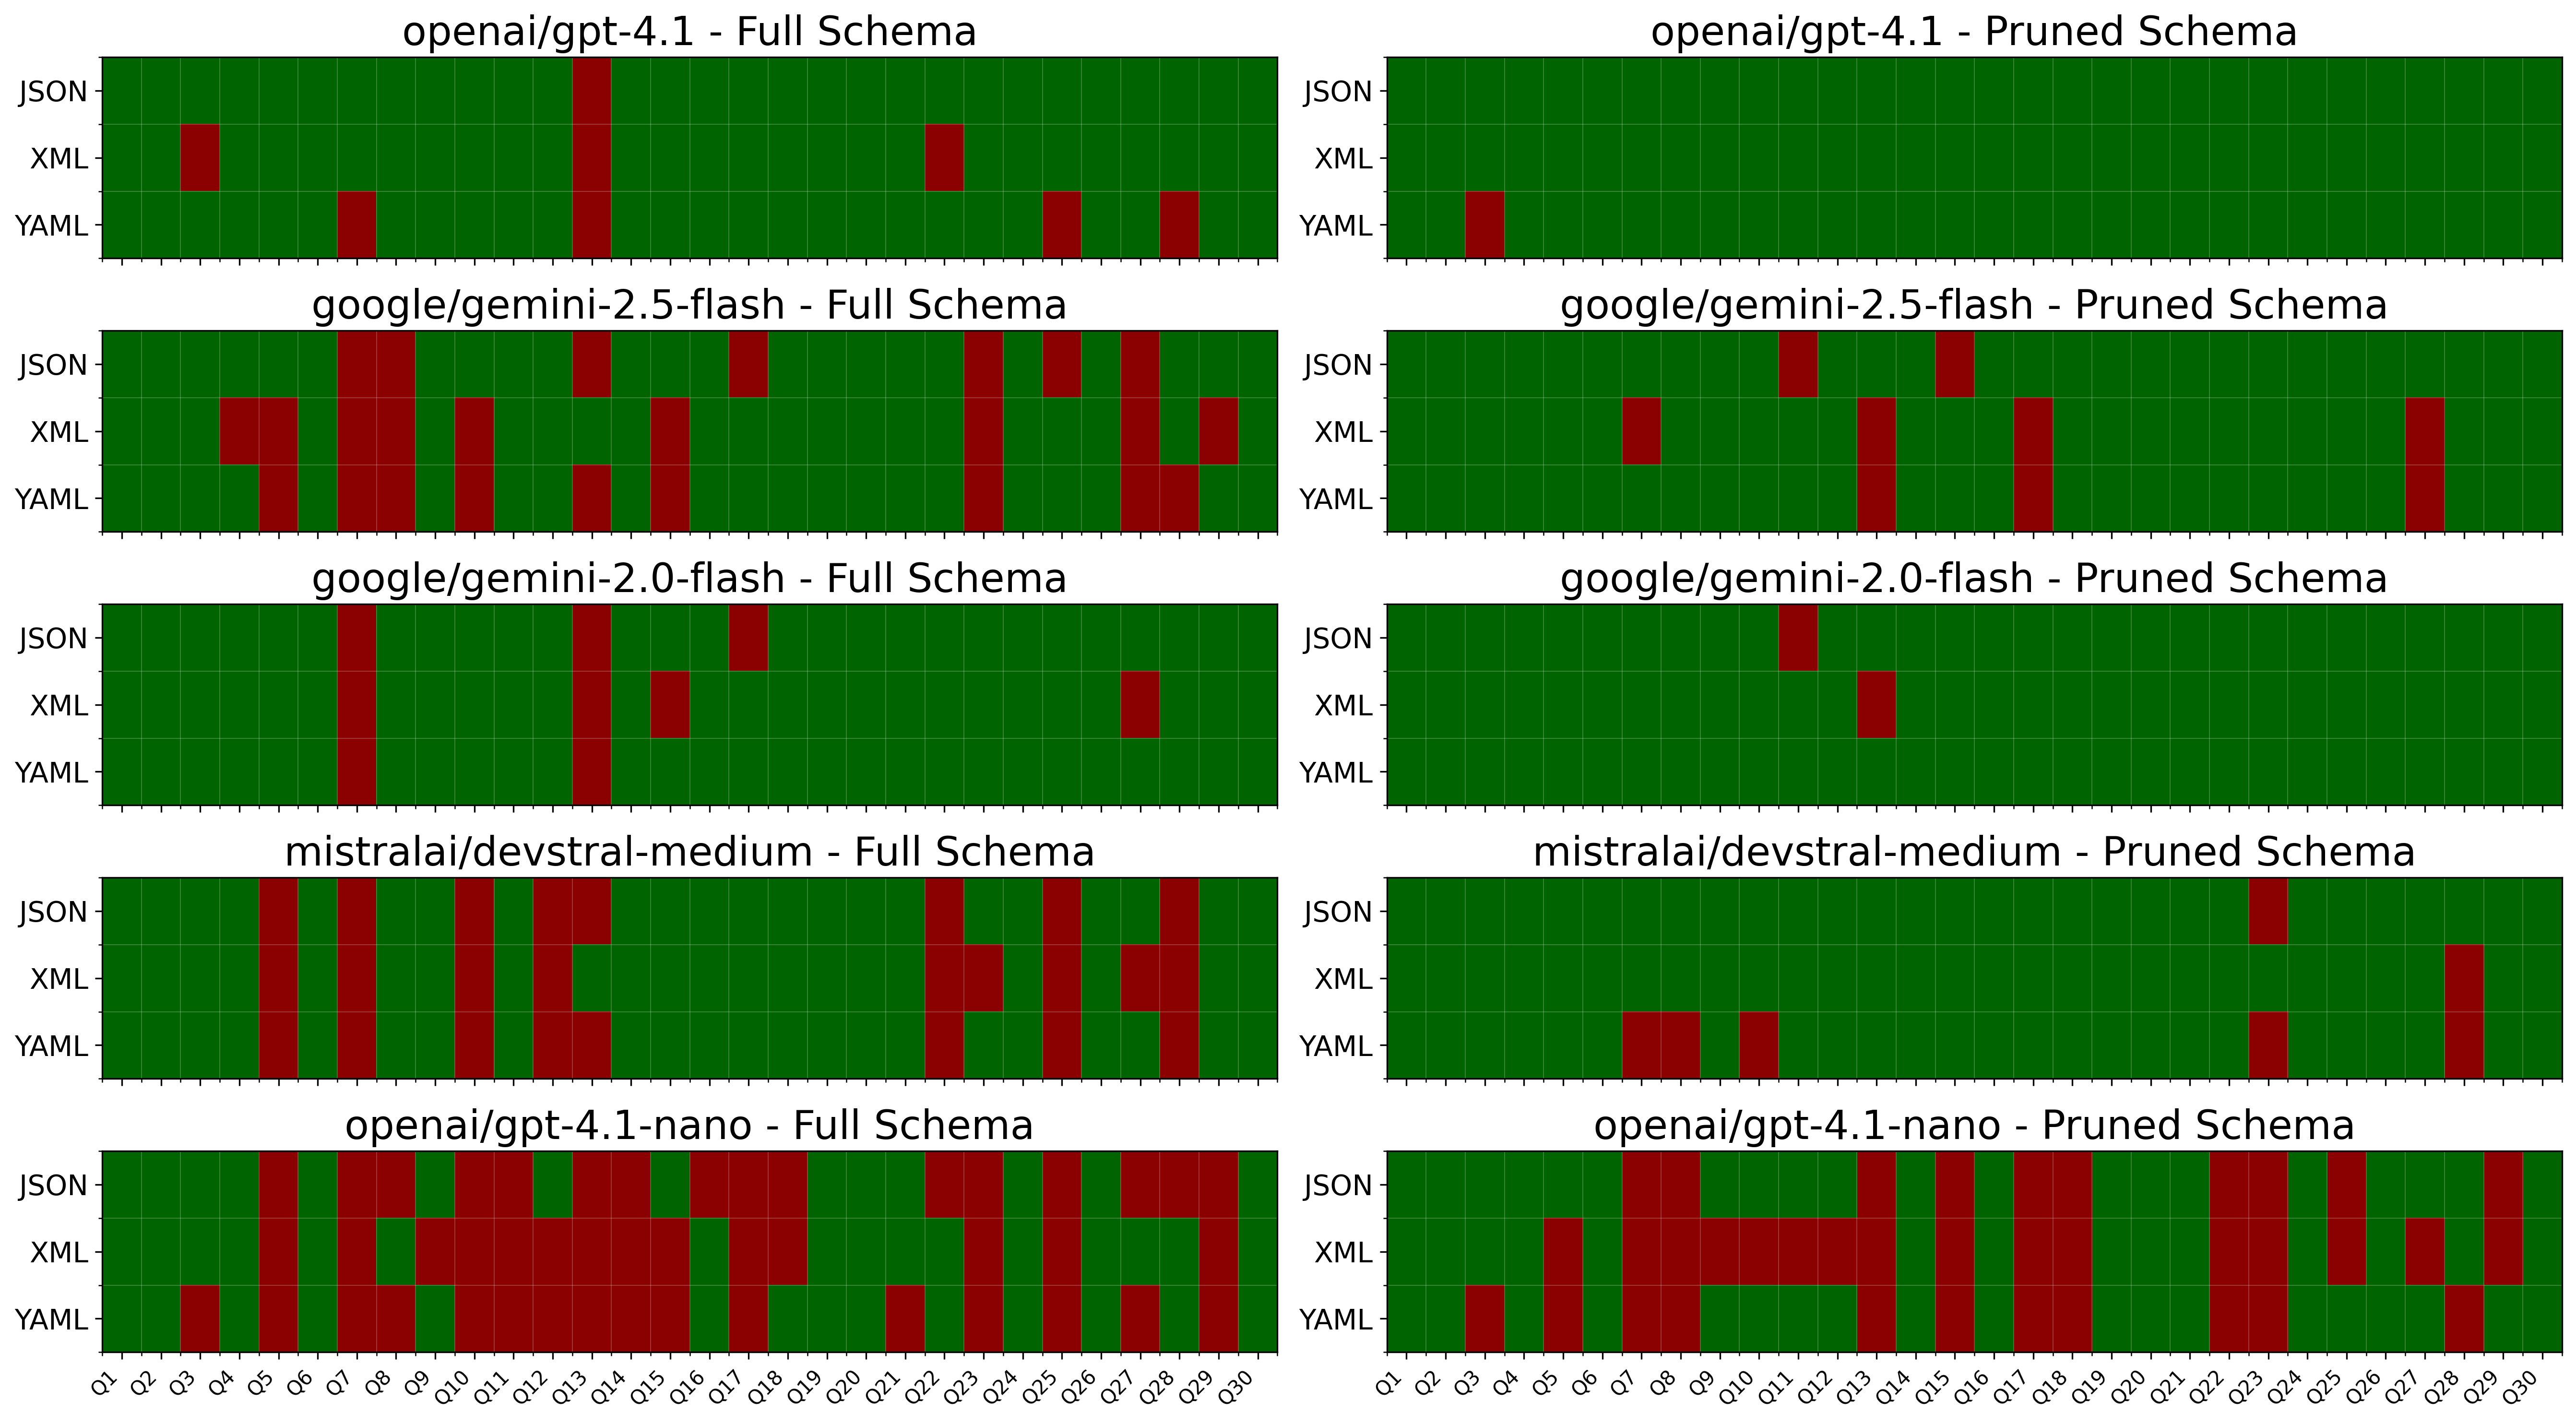 openai/gpt-4.1 - Full Schema
JSON
XML
YAML
openai/gpt-4.1 - Pruned Schema
JSON
XML
YAML
google/gemini-2.5-flash - Full Schema
JSON
XML
YAML
google/gemini-2.5-flash - Pruned Schema
JSON
XML
YAML
google/gemini-2.0-flash - Full Schema
JSON
XML
YAML
google/gemini-2.0-flash - Pruned Schema
JSON
XML
YAML
mistralai/devstral-medium - Full Schema
JSON
XML
YAML
mistralai/devstral-medium - Pruned Schema
JSON
XML
YAML
openai/gpt-4.1-nano - Full Schema
JSON
XML
YAML
Q1 Q2 Q3 Q4 Q5 Q6 Q7 Q8 Q9 Q10 Q11 Q12 Q13 Q14 Q15 Q16 Q17 Q18 Q19 Q20 Q21 Q22 Q23 Q24 Q25 Q26 Q27 Q28 Q29 Q30
openai/gpt-4.1-nano - Pruned Schema
JSON
XML
YAML
Q1 Q2 Q3 Q4 Q5 Q6 Q7 Q8 Q9 Q10 Q11 Q12 Q13 Q14 Q15 Q16 Q17 Q18 Q19 Q20 Q21 Q22 Q23 Q24 Q25 Q26 Q27 Q28 Q29 Q30